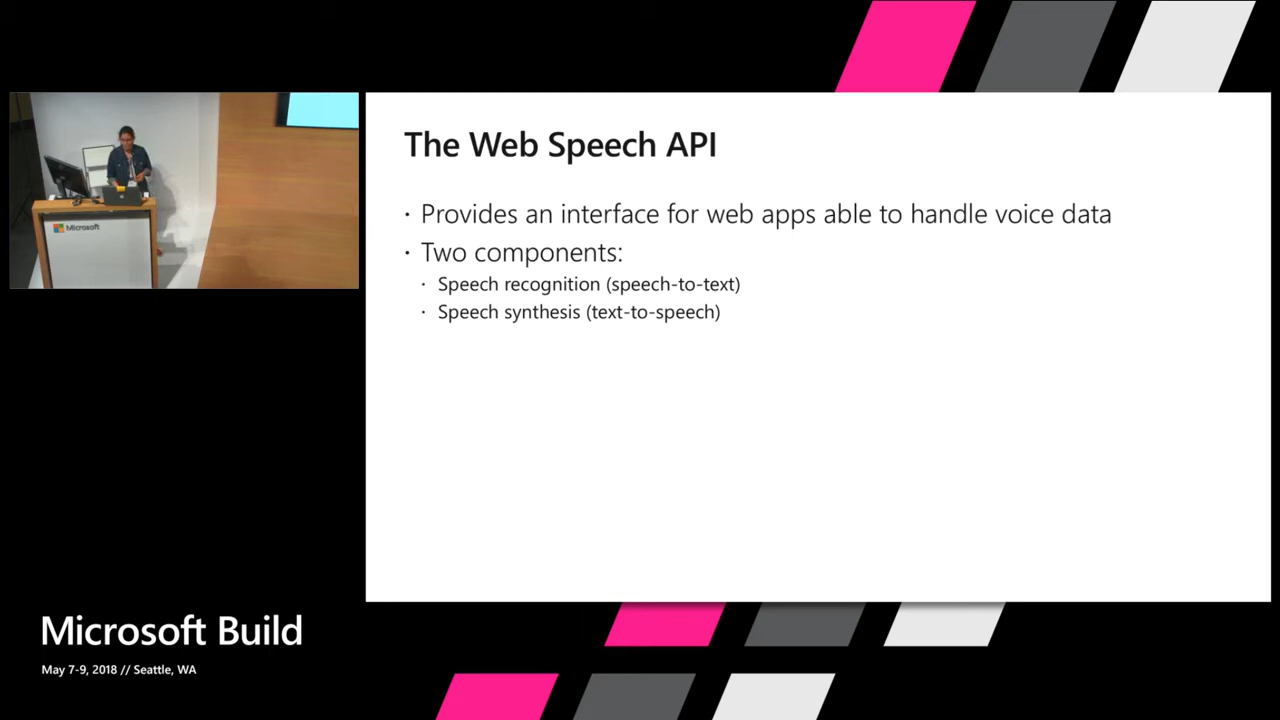 Microsoft
The Web Speech API
· Provides an interface for web apps able to handle voice data
· Two components:
· Speech recognition (speech-to-text)
· Speech synthesis (text-to-speech)
Microsoft Build
May 7-9, 2018 // Seattle, WA